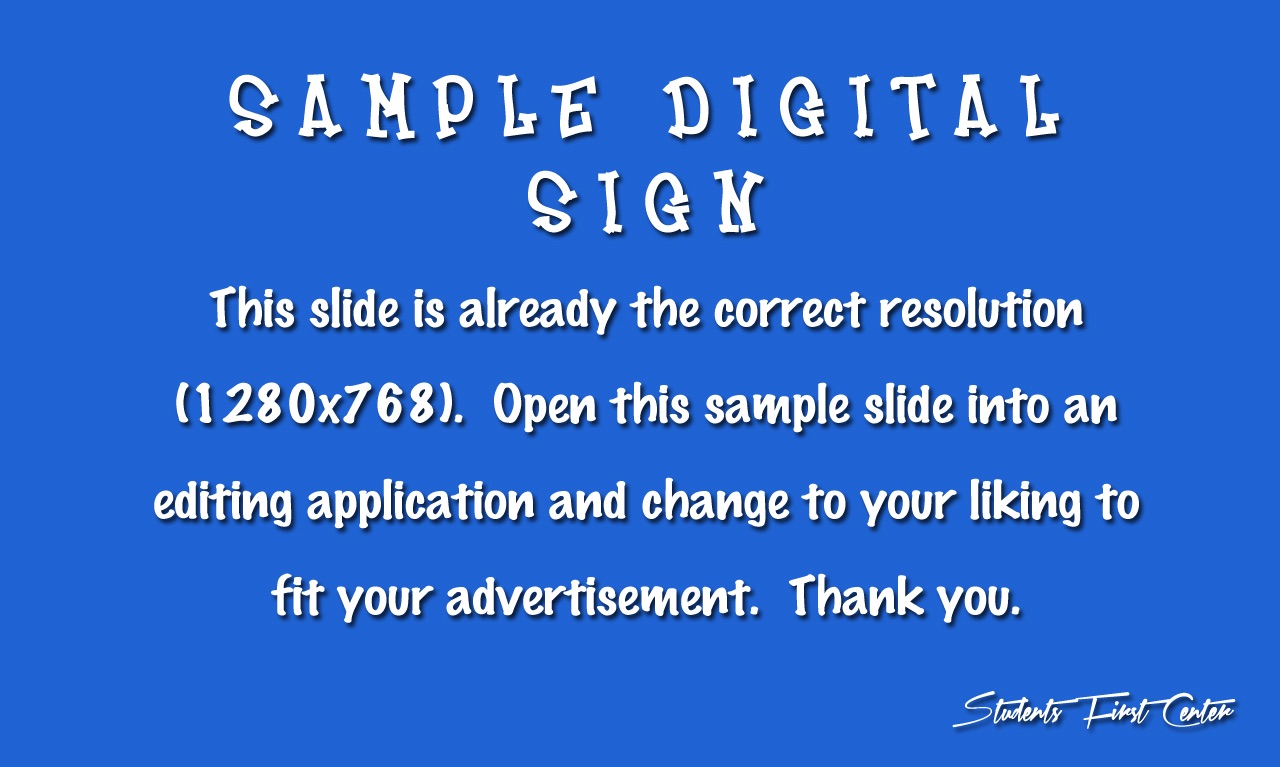 SAMPLE DIGITAL
SIGN
This slide is already the correct resolution
(1280x768).  Open this sample slide into an
editing application and change to your liking to
fit your advertisement.  Thank you.
Students First Center